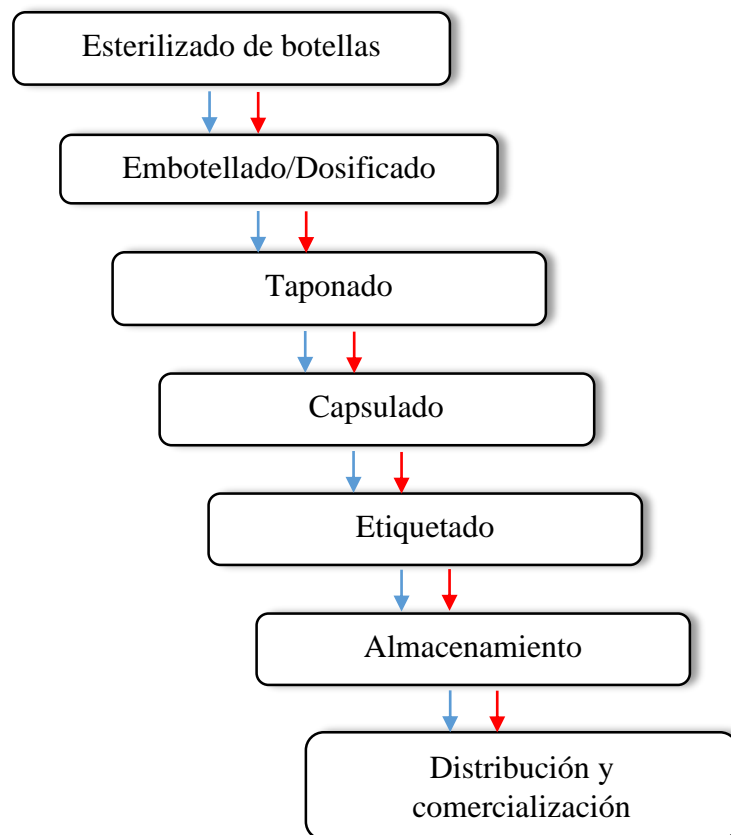 Esterilizado de botellas
Embotellado/Dosificado
Taponado
Capsulado
Etiquetado
Almacenamiento
Distribución y
comercialización